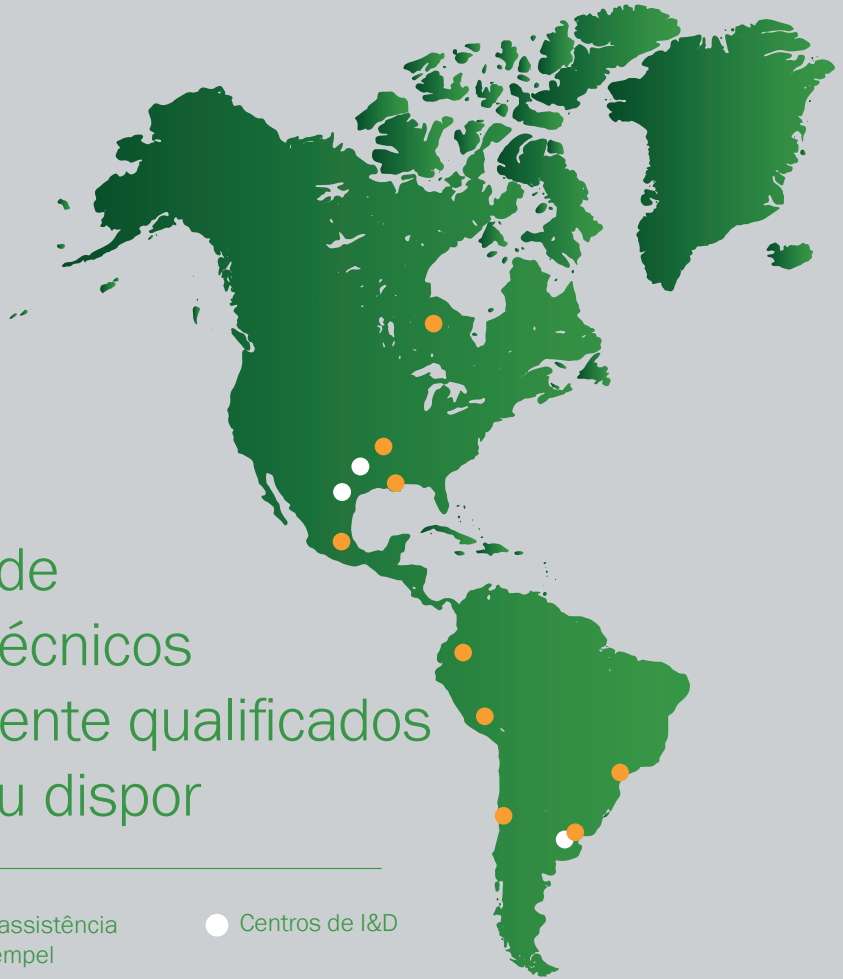 de
écnicos
ente qualificados
u dispor
assistência
empel
Centros de I&D